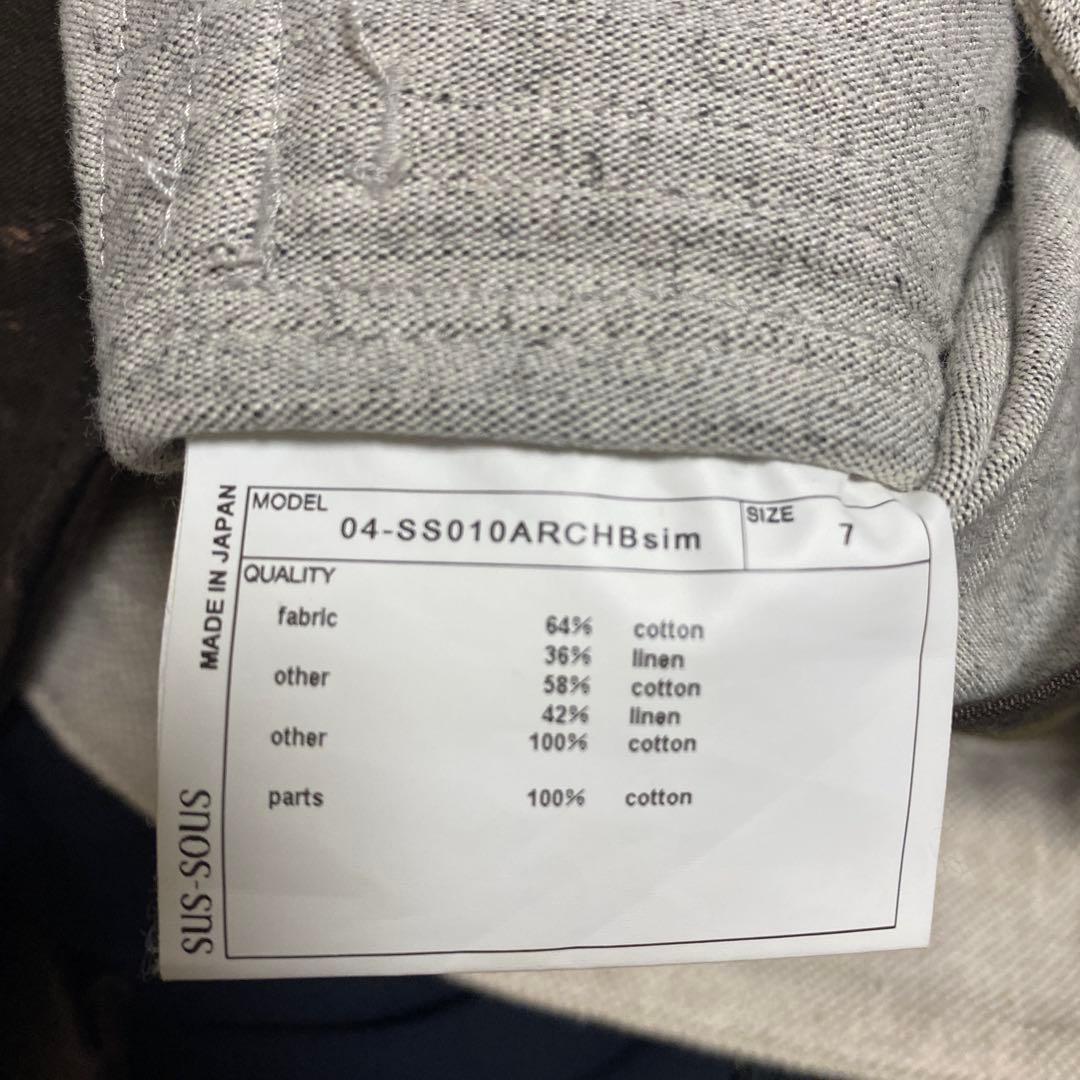 MODEL 04-SS010ARCHBsim SIZE 7
QUALITY
fabric 64% cotton
36% linen
other 58% cotton
42% linen
other 100% cotton
parts 100% cotton
MADE IN JAPAN
SUS-SOUS